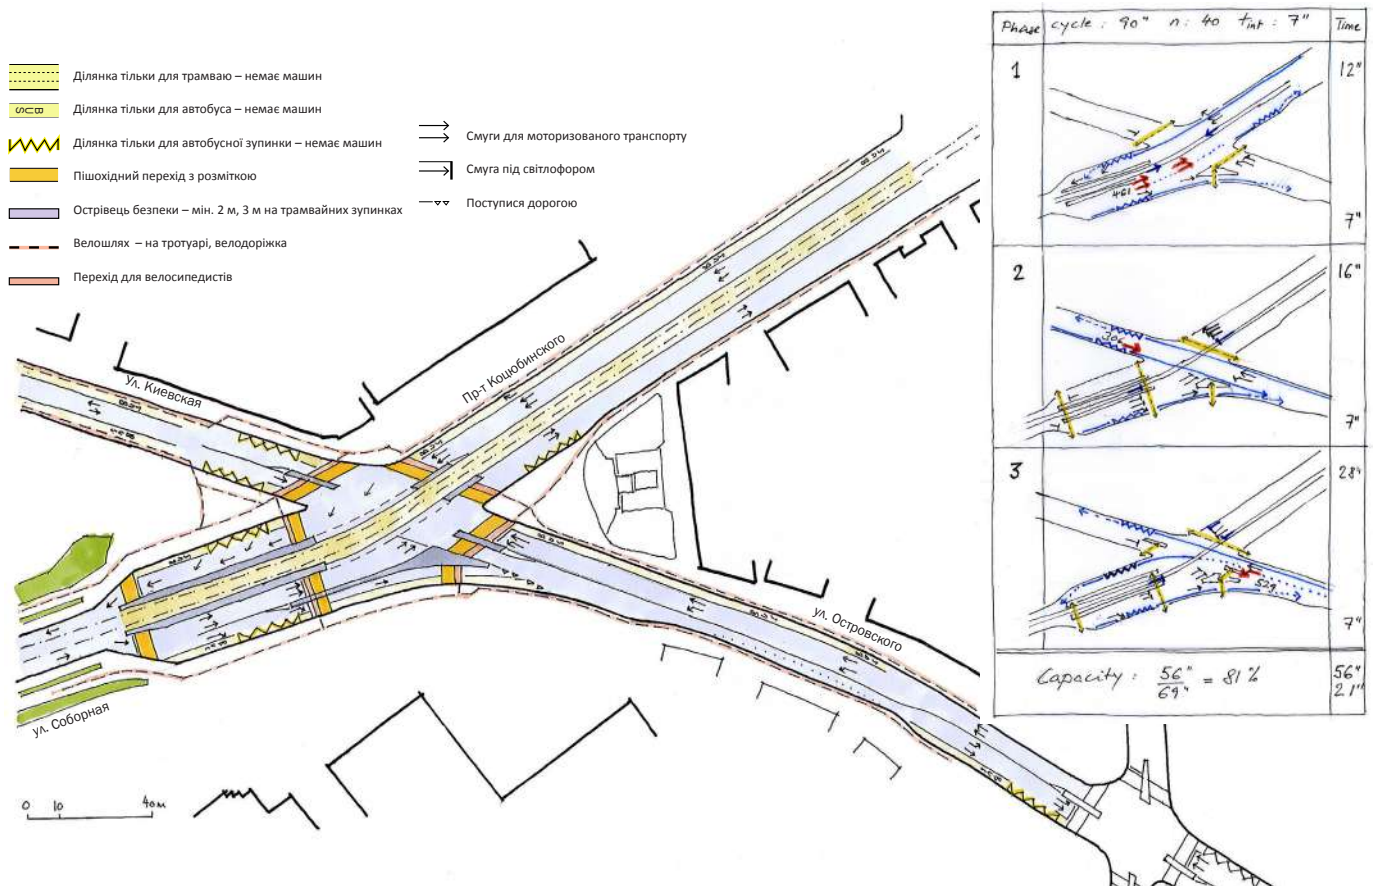 Ділянка тільки для трамваю – немає машин
BUS
Ділянка тільки для автобуса – немає машин
Ділянка тільки для автобусної зупинки – немає машин
Пішохідний перехід з розміткою
Острівець безпеки – мін. 2 м, 3 м на трамвайних зупинках
Велошлях – на тротуарі, велодоріжка
Перехід для велосипедистів
Смуги для моторизованого транспорту
Смуга під світлофором
Поступися дорогою
Ул. Киевская
Пр-т Коцюбинского
ул. Островского
ул. Соборная
0 10 40м
Phase cycle : 90" n: 40 tint : 7" Time
1 12"
461
7"
2 16"
306
7"
3 28"
529
7"
Capacity : 56" / 69" = 81 % 56"
21"